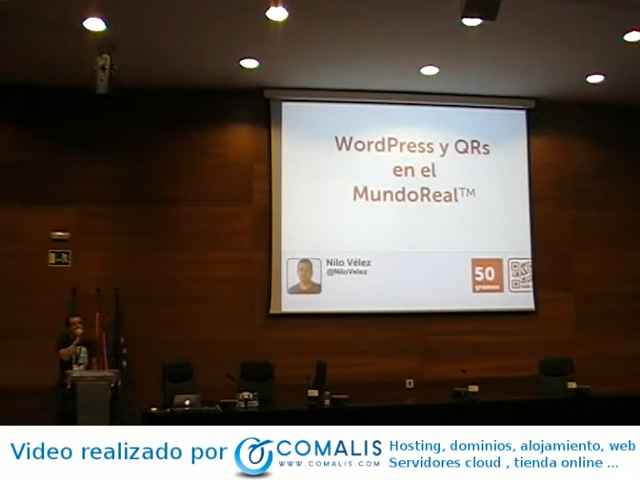 WordPress y QRs
en el
MundoReal™
Nilo Vélez
@NiloVelez
50
gramos
Video realizado por
COMALIS
WWW.COMALIS.COM
Hosting, dominios, alojamiento, web
Servidores cloud , tienda online ...